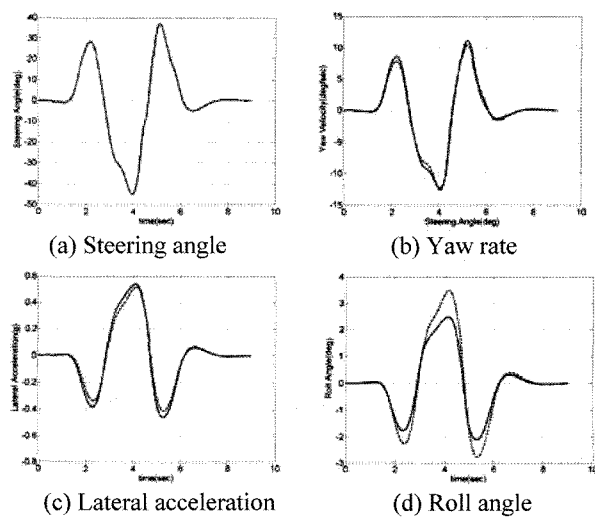 40
30
20
10
0
-10
-20
-30
-40
-50
Steering Angle(deg)
0 2 4 6 8 10
time(sec)
(a) Steering angle
15
10
5
0
-5
-10
-15
Yaw Velocity(deg/sec)
0 2 4 6 8 10
Steering Angle(deg)
(b) Yaw rate
0.6
0.4
0.2
0
-0.2
-0.4
-0.6
-0.8
Lateral Acceleration(g)
0 2 4 6 8 10
time(sec)
(c) Lateral acceleration
4
3
2
1
0
-1
-2
-3
Roll Angle(deg)
0 2 4 6 8 10
time(sec)
(d) Roll angle